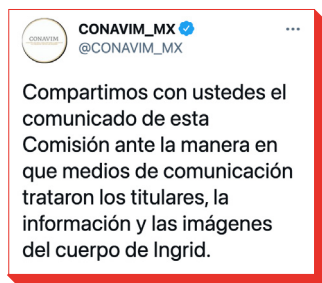 CONAVIM
CONAVIM_MX
@CONAVIM_MX
Compartimos con ustedes el
comunicado de esta
Comisión ante la manera en
que medios de comunicación
trataron los titulares, la
información y las imágenes
del cuerpo de Ingrid.